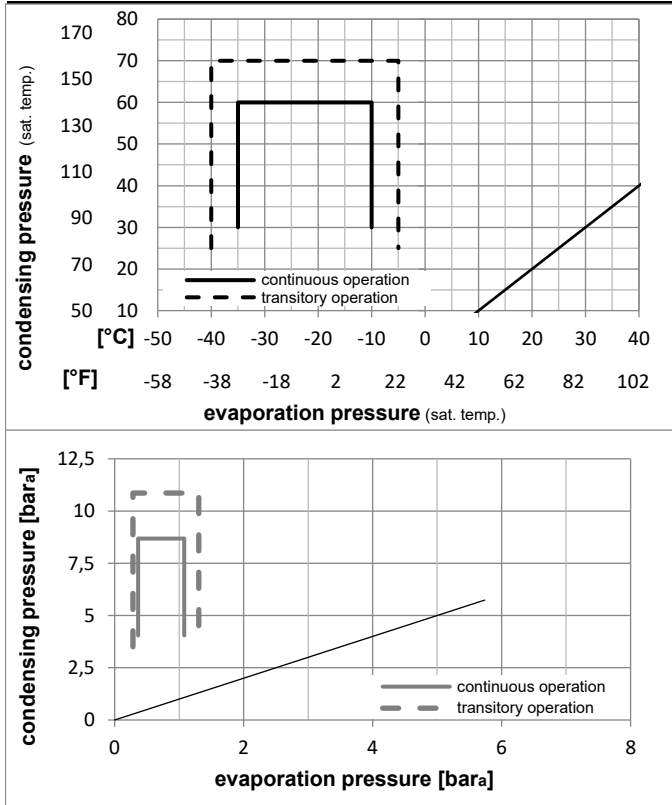 170 80
150 70
60
130
50
110 40
90 30
70 20
50 10
condensing pressure (sat. temp.)
continuous operation
transitory operation
[°C] -50 -40 -30 -20 -10 0 10 20 30 40
[°F] -58 -38 -18 2 22 42 62 82 102
evaporation pressure (sat. temp.)
12,5
10
7,5
5
2,5
0
condensing pressure [bara]
continuous operation
transitory operation
0 2 4 6 8
evaporation pressure [bara]